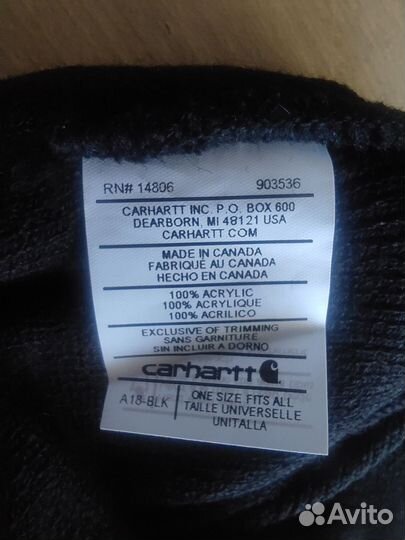 RN# 14806 903536
CARHARTT INC. P.O. BOX 600
DEARBORN, MI 48121 USA
CARHARTT.COM
MADE IN CANADA
FABRIQUÉ AU CANADA
HECHO EN CANADA
100% ACRYLIC
100% ACRYLIQUE
100% ACRILICO
EXCLUSIVE OF TRIMMING
SANS GARNITURE
SIN INCLUIR A DORNO
carhartt
A18-BLK
ONE SIZE FITS ALL
TAILLE UNIVERSELLE
UNITALLA
Avito